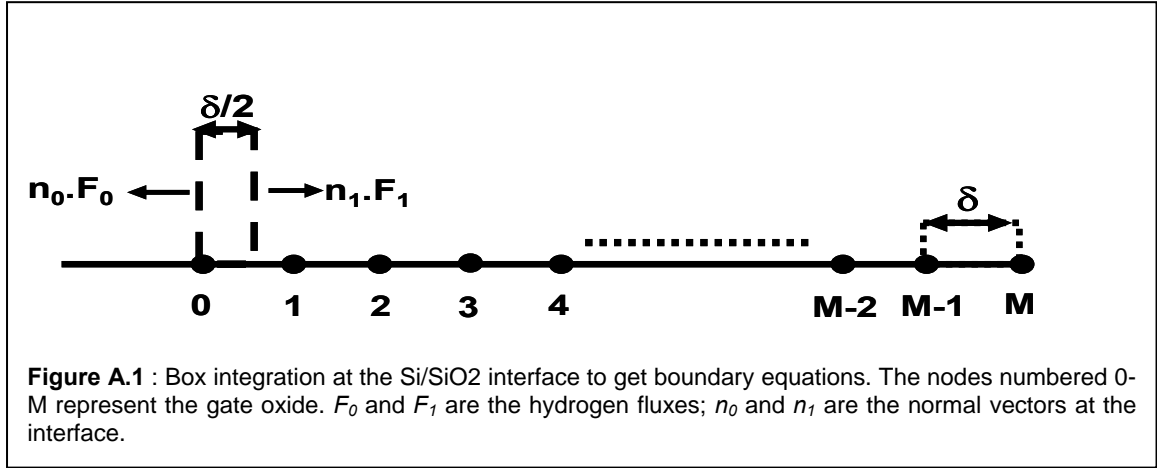 δ/2
n0.F0
n1.F1
δ
0 1 2 3 4 M-2 M-1 M
Figure A.1 : Box integration at the Si/SiO2 interface to get boundary equations. The nodes numbered 0-
M represent the gate oxide. F0 and F1 are the hydrogen fluxes; n0 and n1 are the normal vectors at the
interface.